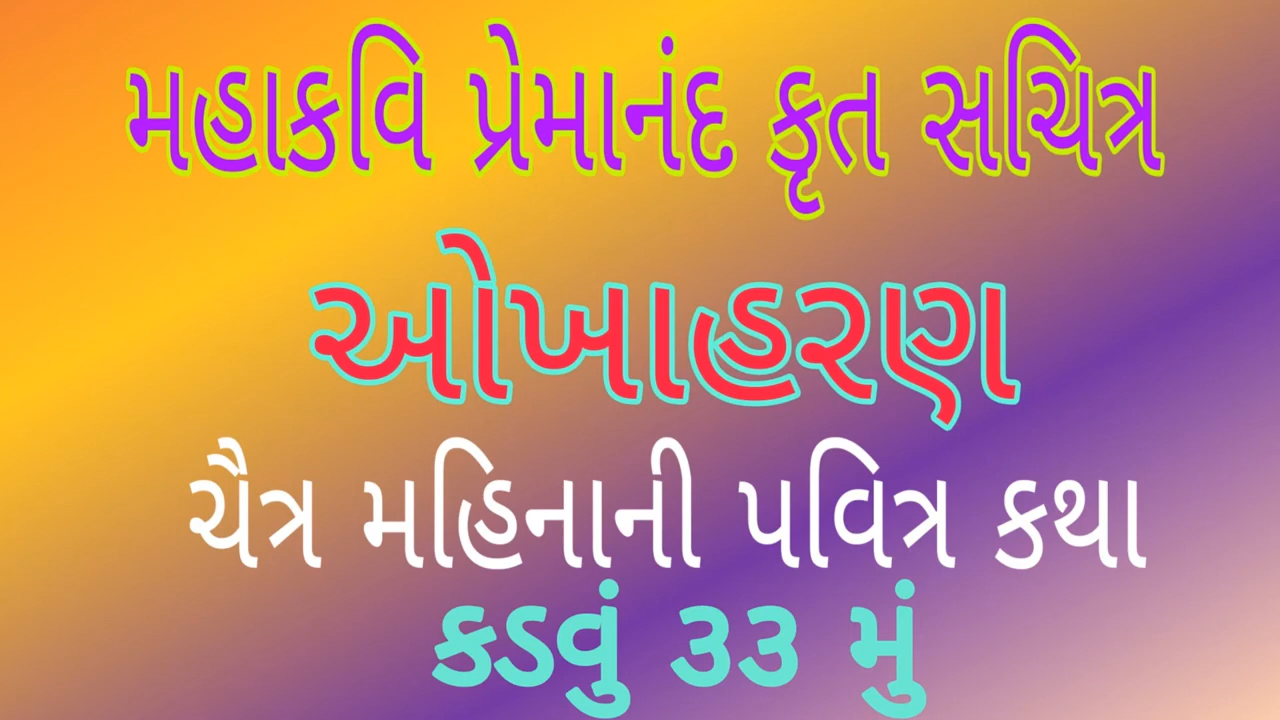 મહાકવિ પ્રેમાનંદ કૃત સચિત્ર
ઓખાહરણ
ચૈત્ર મહિનાની પવિત્ર કથા
કડવું ૩૩ મું